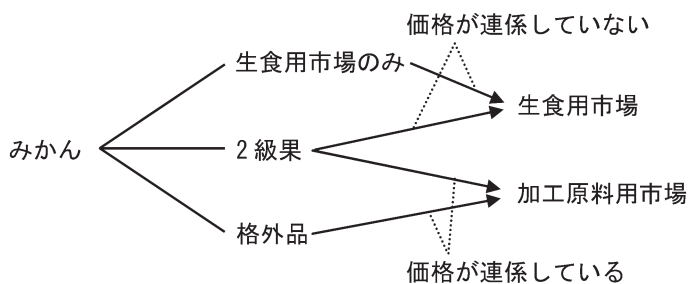 価格が連係していない
生食用市場のみ
生食用市場
みかん
2級果
加工原料用市場
格外品
価格が連係している